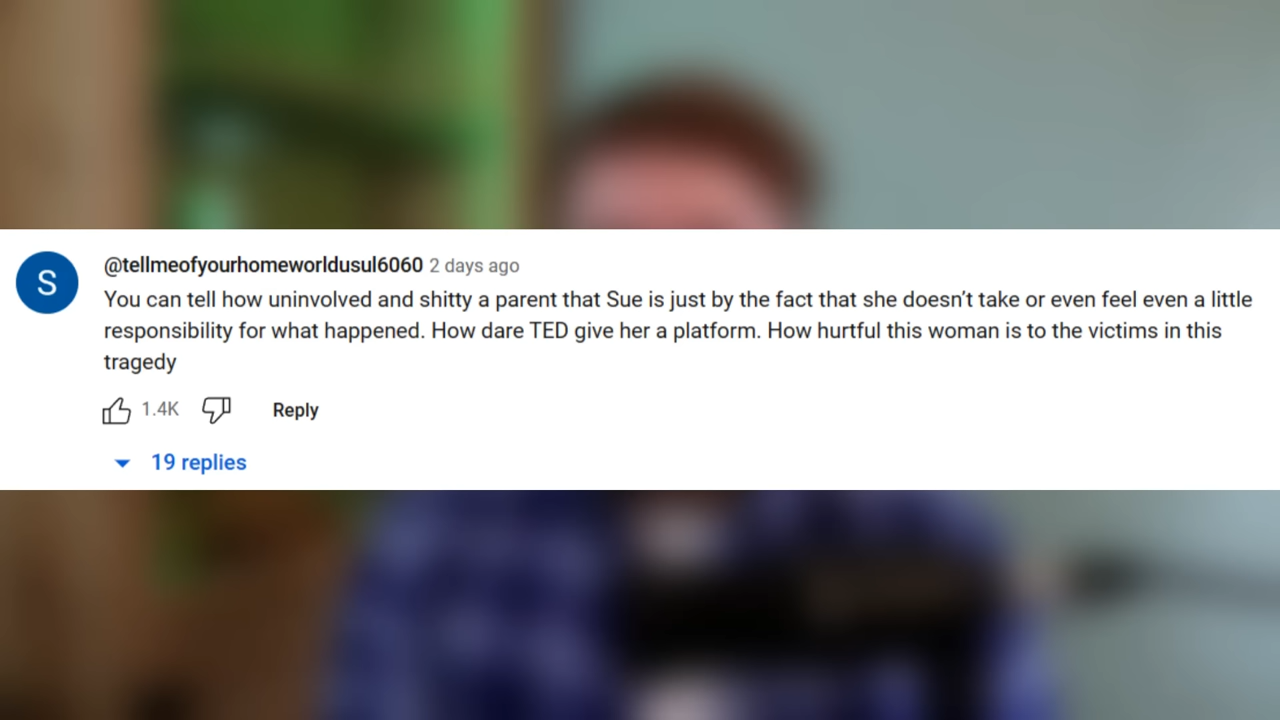 S
@tellmeofyourhomeworldusul6060 2 days ago
You can tell how uninvolved and shitty a parent that Sue is just by the fact that she doesn’t take or even feel even a little
responsibility for what happened. How dare TED give her a platform. How hurtful this woman is to the victims in this
tragedy
1.4K Reply
19 replies